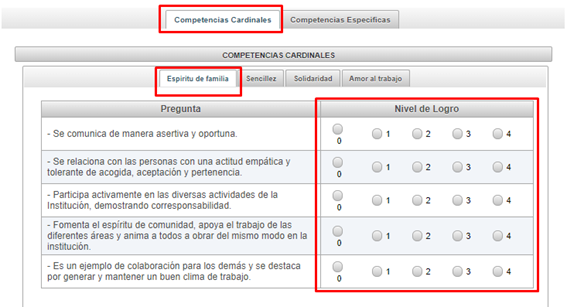 Competencias Cardinales Competencias Especificas
COMPETENCIAS CARDINALES
Espiritu de familia Sencillez Solidaridad Amor al trabajo
Pregunta Nivel de Logro
- Se comunica de manera asertiva y oportuna.
0 1 2 3 4
- Se relaciona con las personas con una actitud empática y
tolerante de acogida, aceptación y pertenencia.
0 1 2 3 4
- Participa activamente en las diversas actividades de la
Institución, demostrando corresponsabilidad.
0 1 2 3 4
- Fomenta el espíritu de comunidad, apoya el trabajo de las
diferentes áreas y anima a todos a obrar del mismo modo en la
institución.
0 1 2 3 4
- Es un ejemplo de colaboración para los demás y se destaca
por generar y mantener un buen clima de trabajo.
0 1 2 3 4